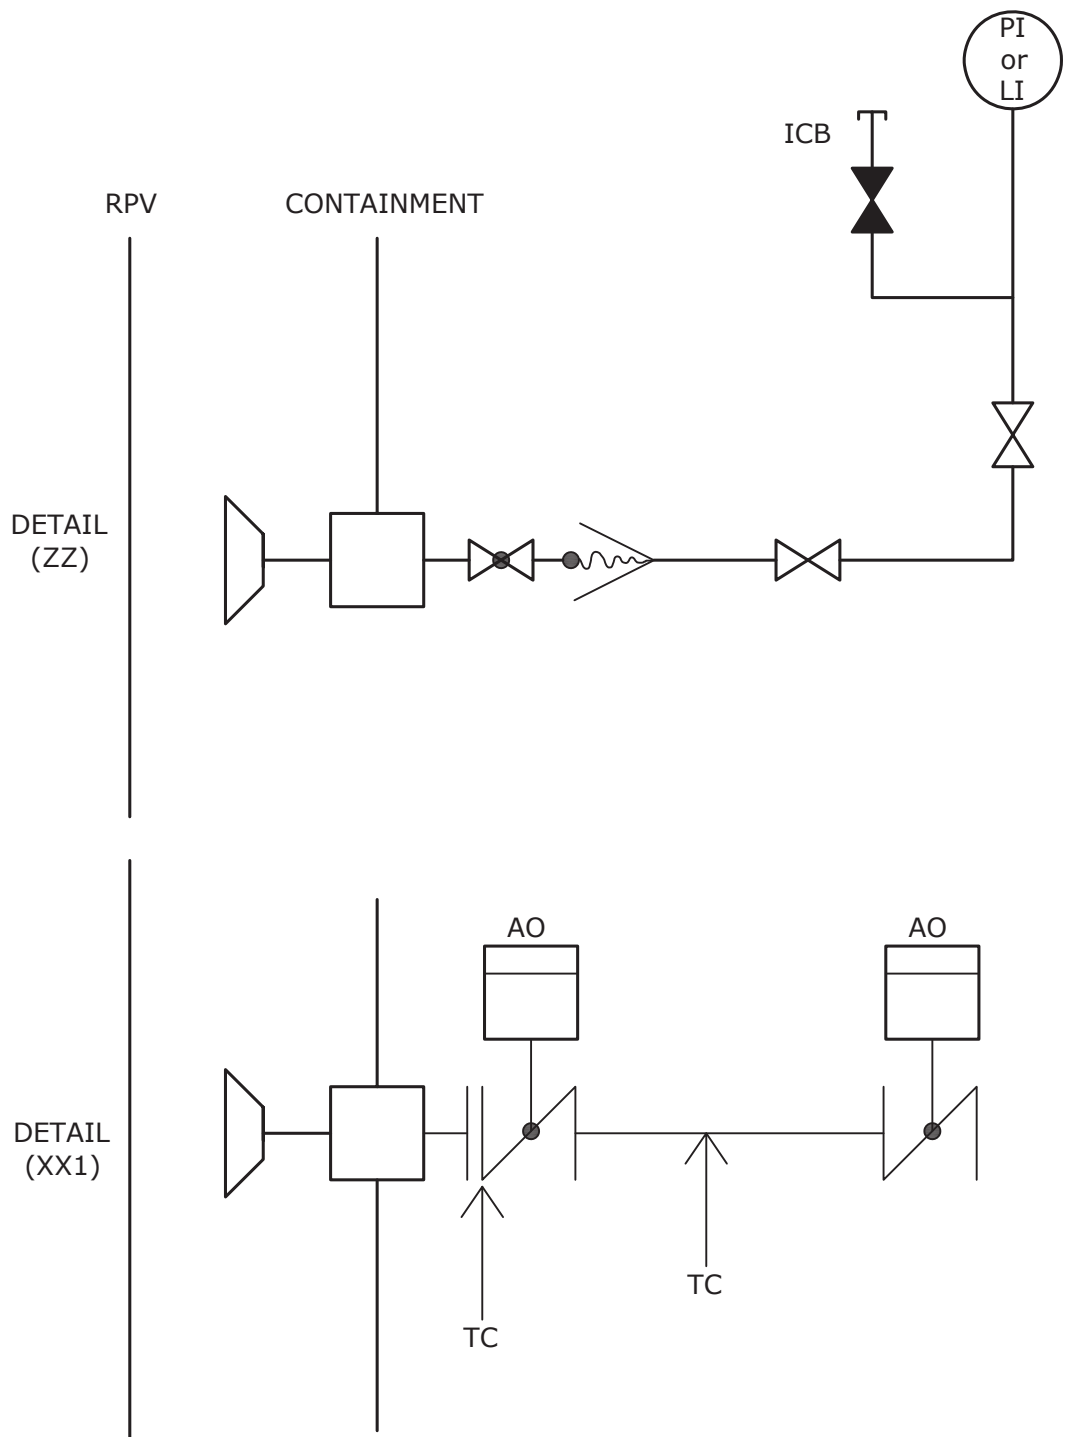 PI
or
LI
ICB
RPV
CONTAINMENT
DETAIL
(ZZ)
AO
AO
DETAIL
(XX1)
TC
TC